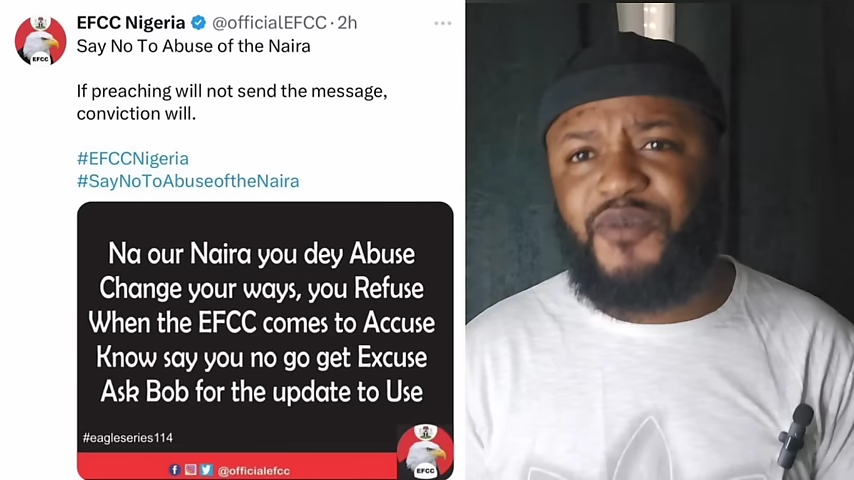 EFCC Nigeria @officialEFCC · 2h
Say No To Abuse of the Naira
If preaching will not send the message,
conviction will.
#EFCCNigeria
#SayNoToAbuseoftheNaira
Na our Naira you dey Abuse
Change your ways, you Refuse
When the EFCC comes to Accuse
Know say you no go get Excuse
Ask Bob for the update to Use
#eagleseries114
@officialefcc
EFCC
EFCC